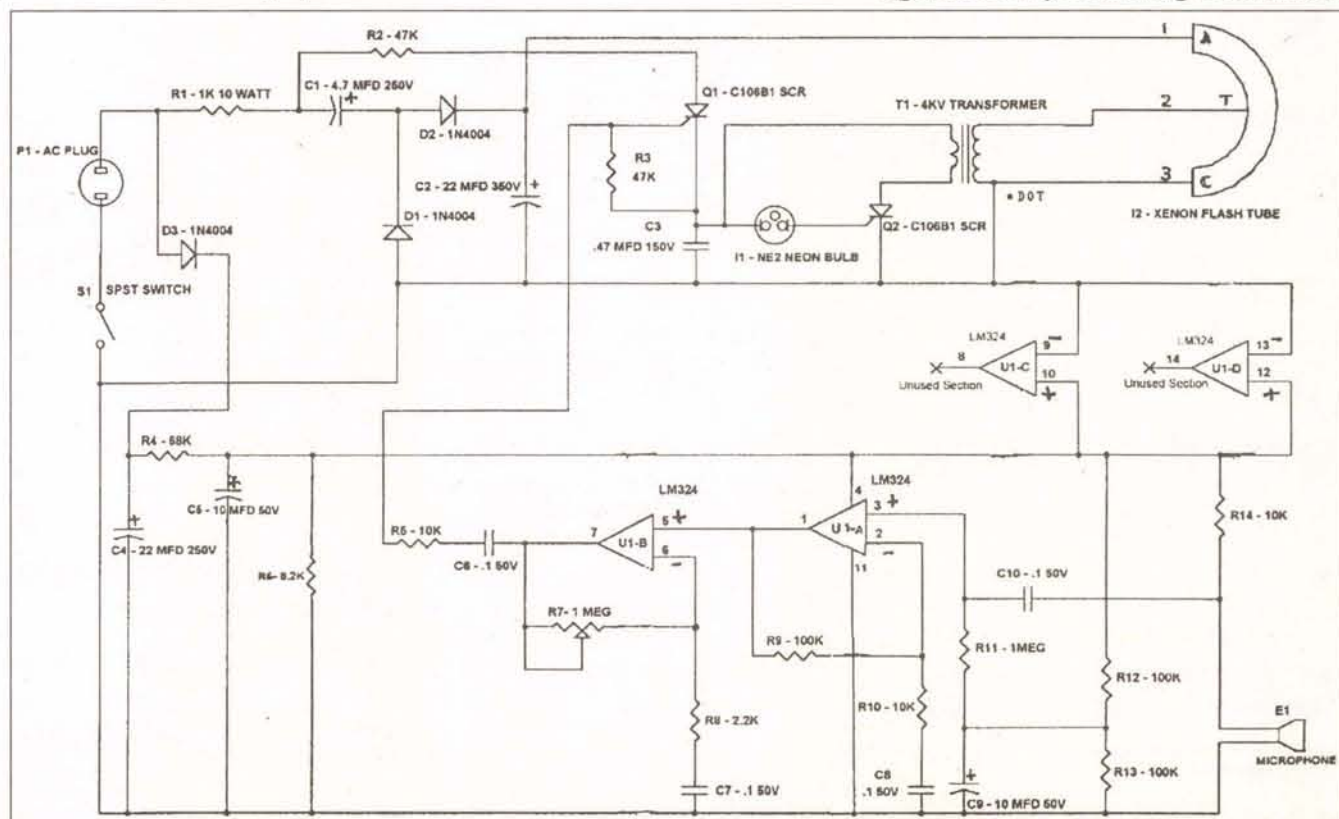 R2 - 47K
1
A
C1 - 4.7 MFD 250V
R1 - 1K 10 WATT
Q1 - C106B1 SCR
T1 - 4KV TRANSFORMER
2
T
D2 - 1N4004
P1 - AC PLUG
R3
47K
3
C
C2 - 22 MFD 350V
*DOT
I2 - XENON FLASH TUBE
D1 - 1N4004
C3
Q2 - C106B1 SCR
D3 - 1N4004
.47 MFD 150V
I1 - NE2 NEON BULB
S1
SPST SWITCH
LM324
9
8
U1-C
10
Unused Section
LM324
13
14
U1-D
12
Unused Section
R4 - 68K
LM324
4
LM324
C5 - 10 MFD 50V
R5 - 10K
7
5
U1-B
6
1
3
U1-A
2
11
R14 - 10K
C4 - 22 MFD 250V
C6 - .1 50V
R6 - 8.2K
C10 - .1 50V
R7 - 1 MEG
R9 - 100K
R11 - 1MEG
R12 - 100K
R10 - 10K
R8 - 2.2K
E1
MICROPHONE
C8
.1 50V
R13 - 100K
C7 - .1 50V
C9 - 10 MFD 50V